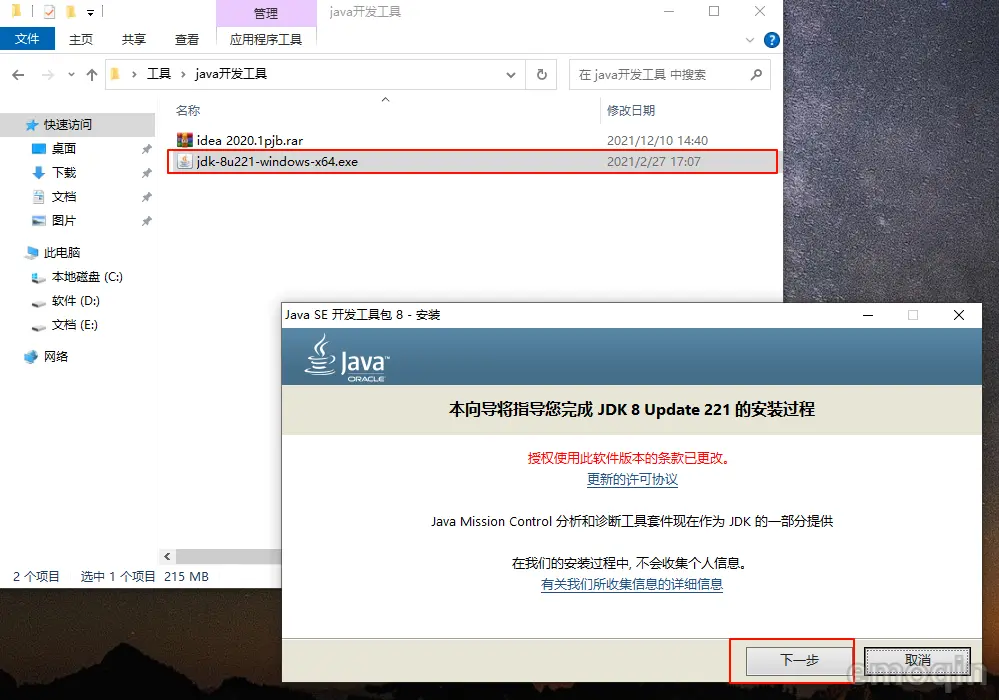 管理
java开发工具
文件
主页
共享
查看
应用程序工具
?
工具
java开发工具
在 java开发工具 中搜索
名称
修改日期
快速访问
桌面
下载
文档
图片
此电脑
本地磁盘 (C:)
软件 (D:)
文档 (E:)
网络
idea 2020.1pjb.rar
2021/12/10 14:40
jdk-8u221-windows-x64.exe
2021/2/27 17:07
2 个项目
选中 1 个项目 215 MB
Java SE 开发工具包 8 - 安装
Java™
ORACLE
本向导将指导您完成 JDK 8 Update 221 的安装过程
授权使用此软件版本的条款已更改。
更新的许可协议
Java Mission Control 分析和诊断工具套件现在作为 JDK 的一部分提供
在我们的安装过程中, 不会收集个人信息。
有关我们所收集信息的详细信息
下一步
取消
emoqin